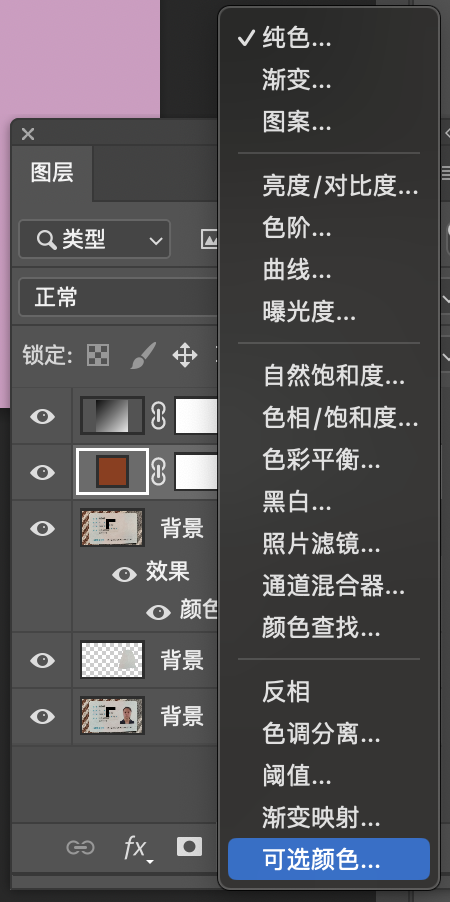 纯色...
渐变...
图案...
图层
亮度/对比度...
类型
色阶...
曲线...
正常
曝光度...
锁定:
自然饱和度...
色相/饱和度...
色彩平衡...
黑白...
背景
照片滤镜...
效果
通道混合器...
颜色
颜色查找...
背景
反相
背景
色调分离...
阈值...
渐变映射...
fx
可选颜色...